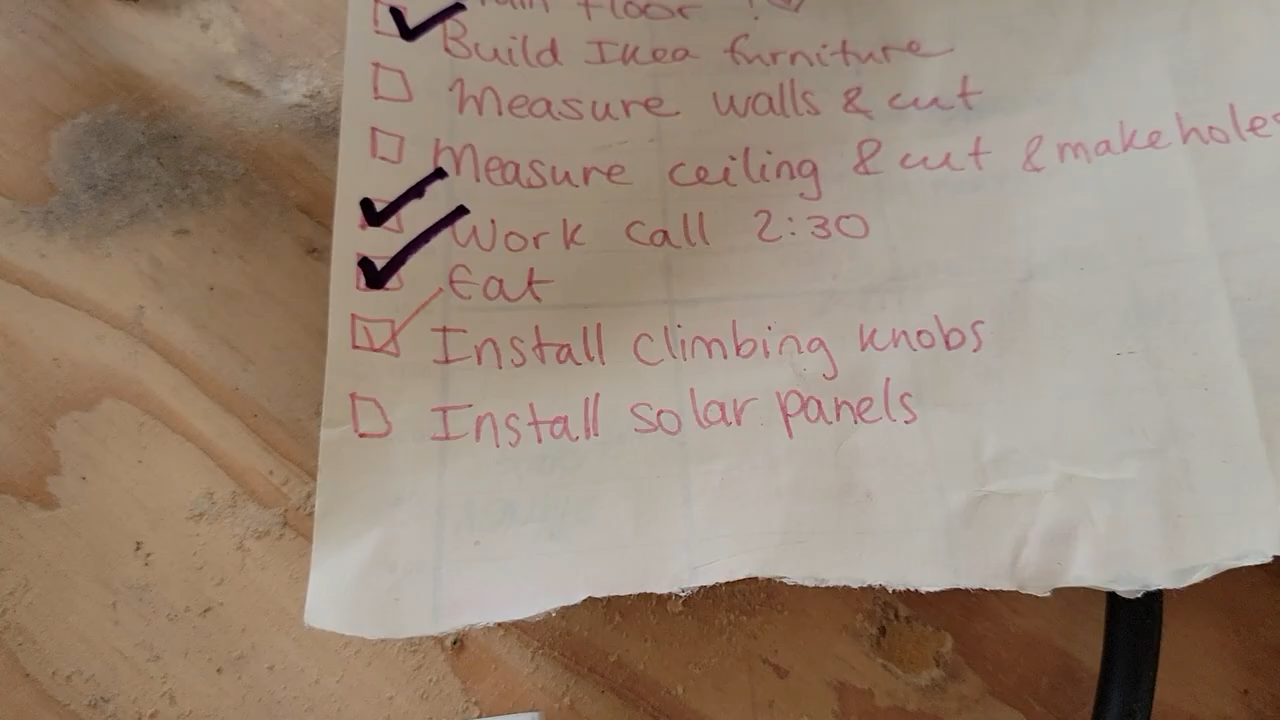 floor !
Build Ikea furniture
Measure walls & cut
Measure ceiling & cut & make holes
Work call 2:30
Eat
Install climbing knobs
Install solar panels